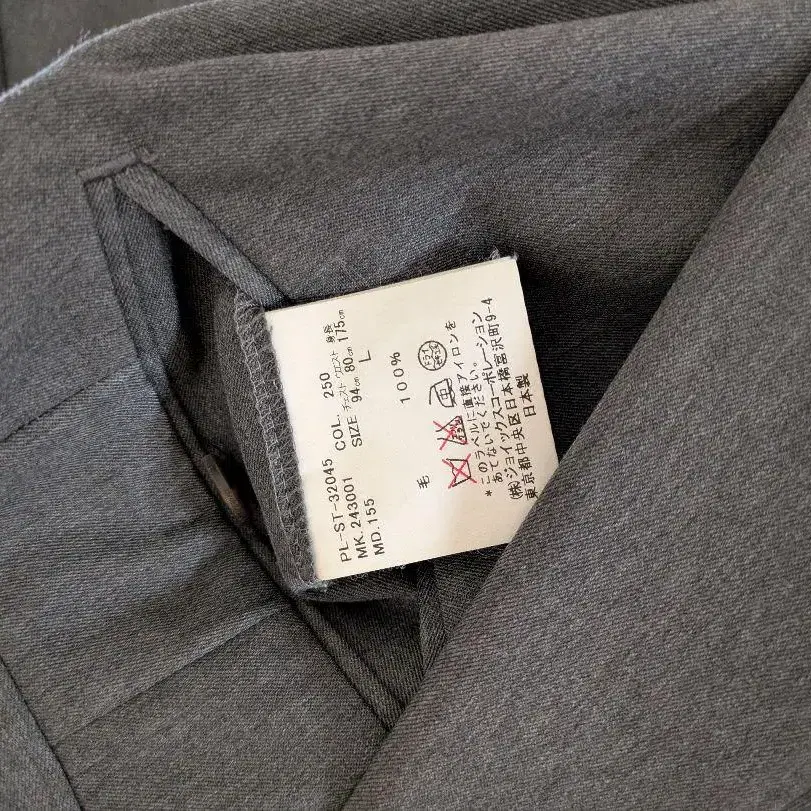 PL-ST-32045 COL. 250
MK.243001 SIZE チェスト ウエスト 身長
MD.155 94cm 80cm 175cm
L
毛 100%
ドライ
*このラベルに直接アイロンを
あてないでください。
(株)ジョイックスコーポレーション
東京都中央区日本橋富沢町9-4
日本製